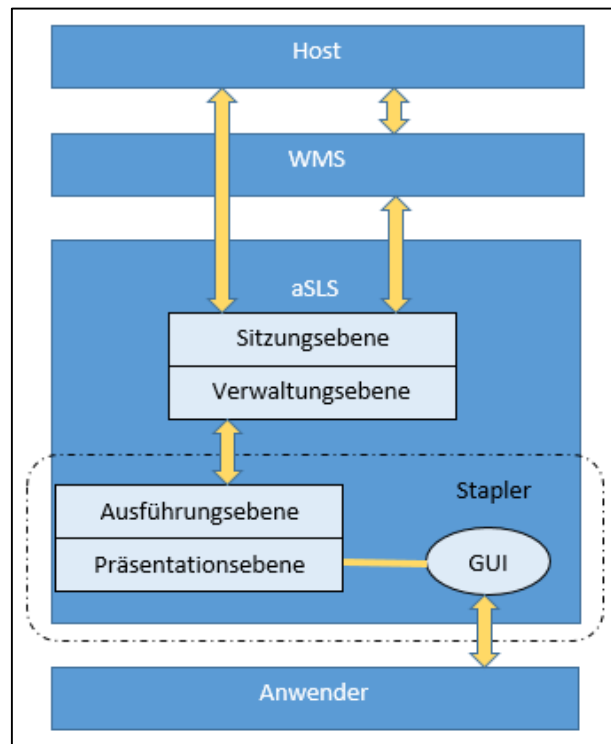 Host
WMS
aSLS
Sitzungsebene
Verwaltungsebene
Stapler
Ausführungsebene
Präsentationsebene
GUI
Anwender